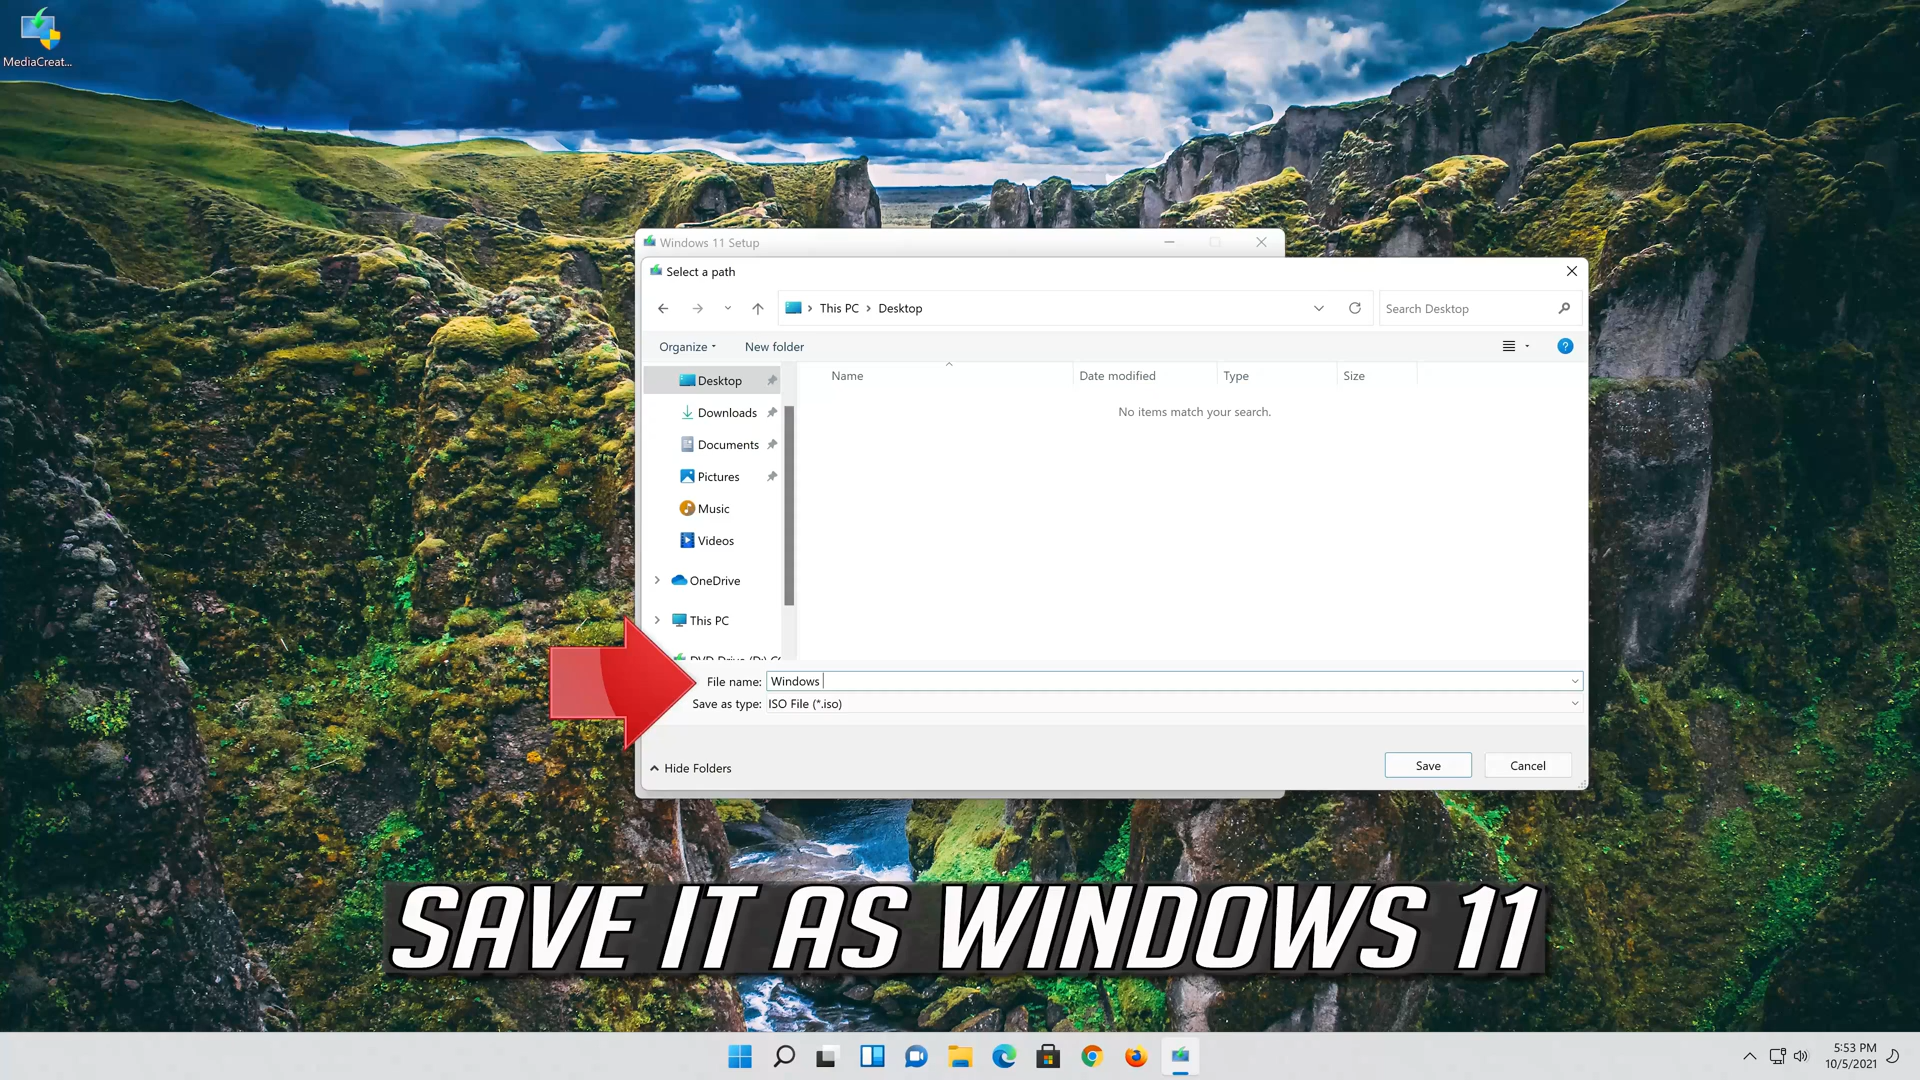 MediaCreat...
Windows 11 Setup
Select a path
This PC > Desktop
Search Desktop
Organize
New folder
Name
Date modified
Type
Size
No items match your search.
Desktop
Downloads
Documents
Pictures
Music
Videos
OneDrive
This PC
File name: Windows
Save as type: ISO File (*.iso)
Hide Folders
Save
Cancel
SAVE IT AS WINDOWS 11
5:53 PM
10/5/2021